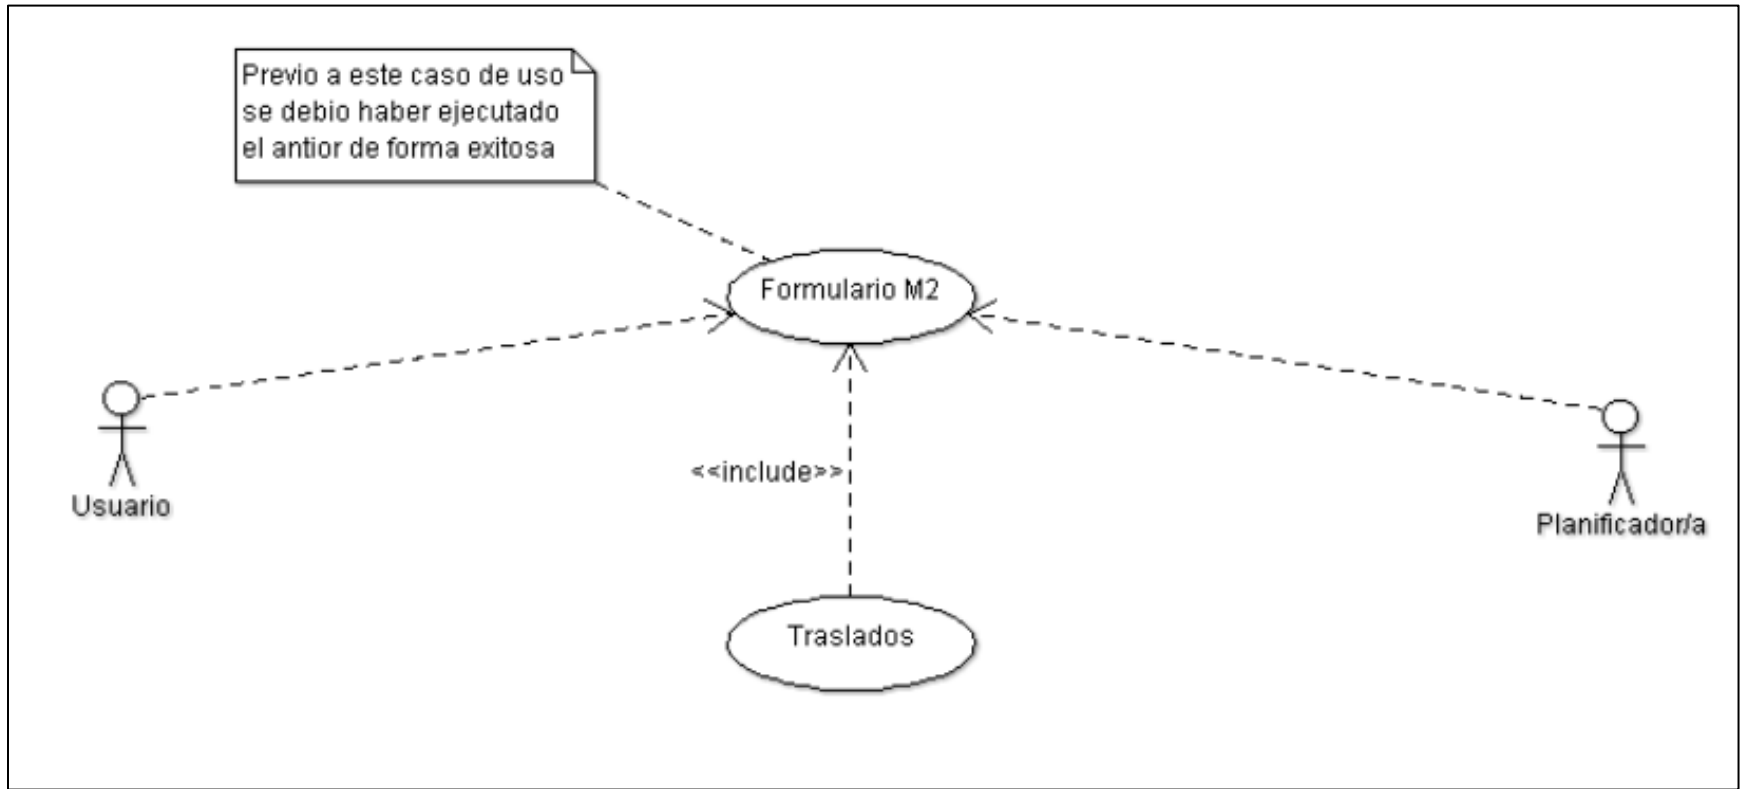 Previo a este caso de uso
se debio haber ejecutado
el antior de forma exitosa
Formulario M2
Usuario
<<include>>
Planificador/a
Traslados